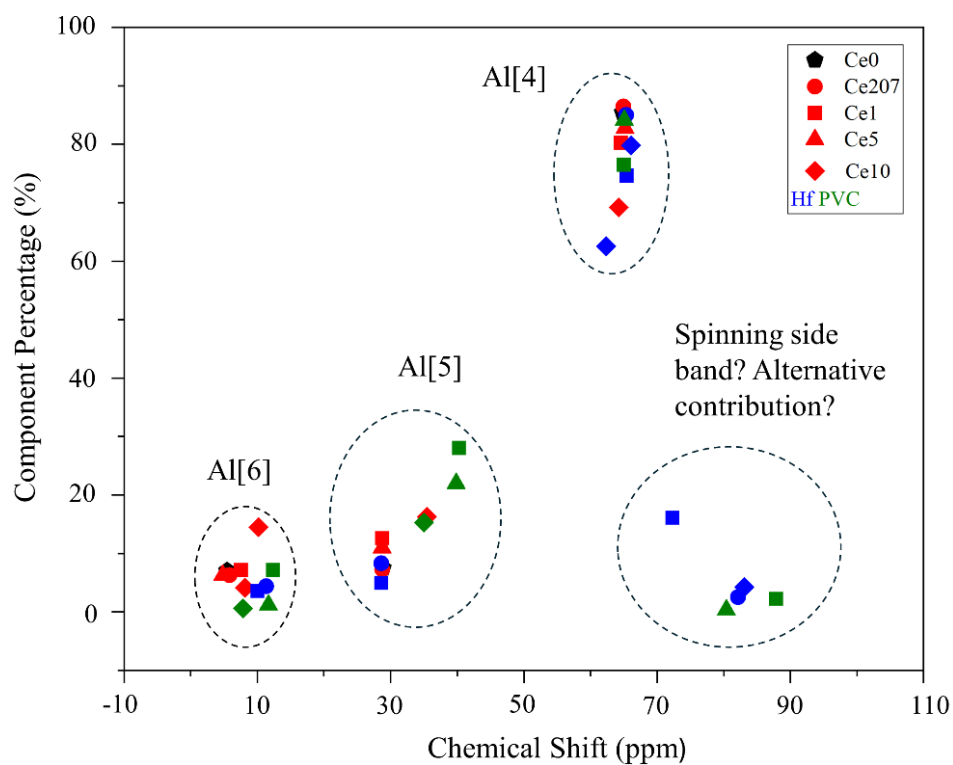 100
80
60
40
20
0
Component Percentage (%)
-10
10
30
50
70
90
110
Chemical Shift (ppm)
Al[4]
Al[5]
Al[6]
Spinning side
band? Alternative
contribution?
Ce0
Ce207
Ce1
Ce5
Ce10
Hf PVC